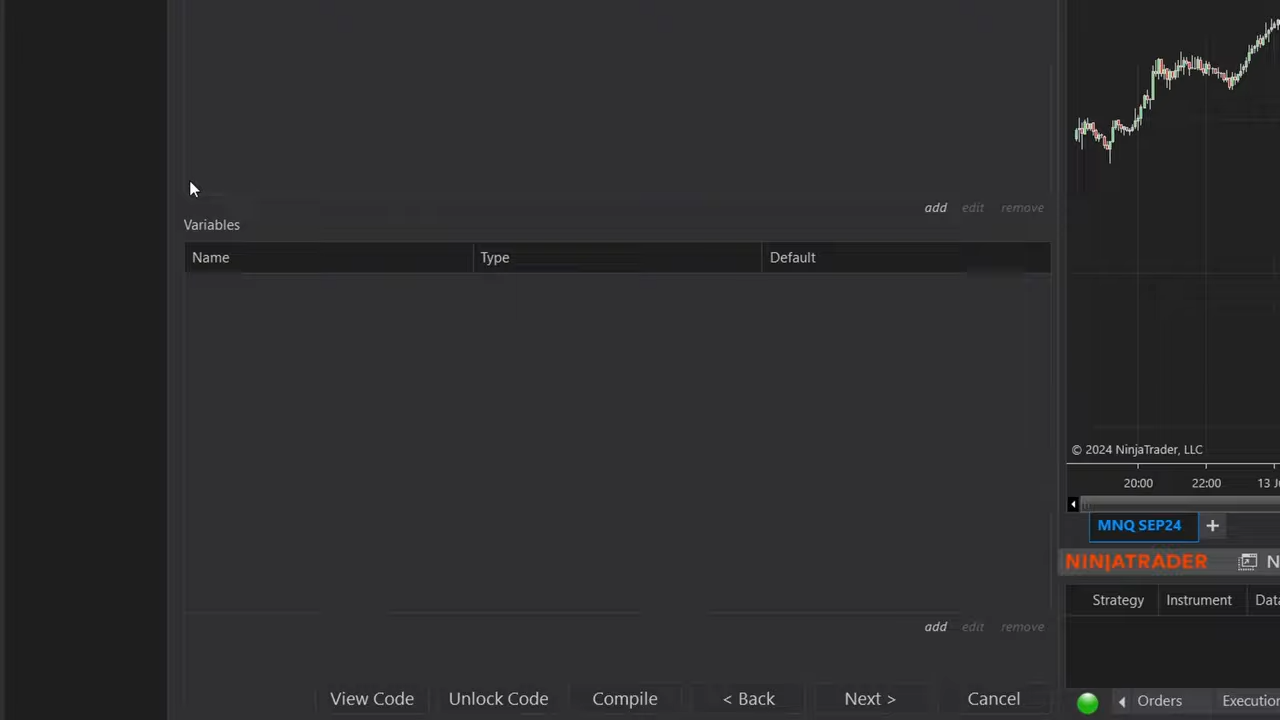 add edit remove
Variables
Name Type Default
add edit remove
View Code Unlock Code Compile < Back Next > Cancel
© 2024 NinjaTrader, LLC
20:00 22:00 13
MNQ SEP24 +
NINJATRADER N
Strategy Instrument
Orders